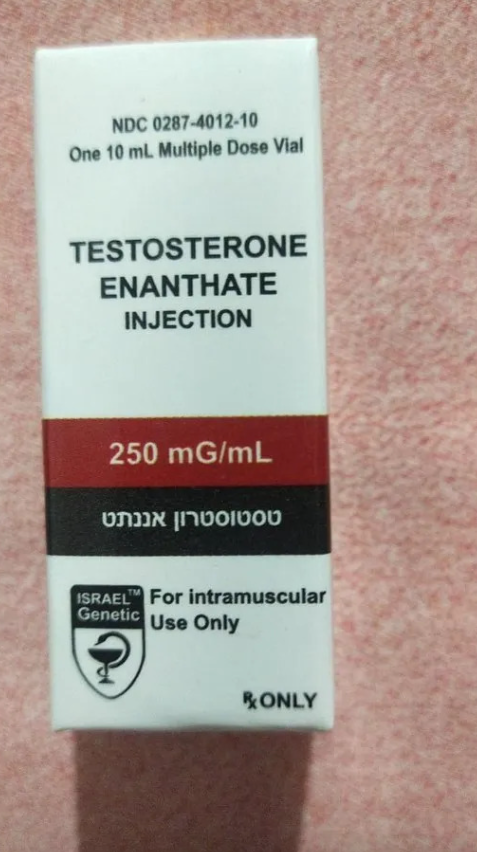 NDC 0287-4012-10
One 10 mL Multiple Dose Vial
TESTOSTERONE
ENANTHATE
INJECTION
250 mG/mL
טסטוסטרון אננתט
ISRAEL™
Genetic
For intramuscular
Use Only
℞ ONLY